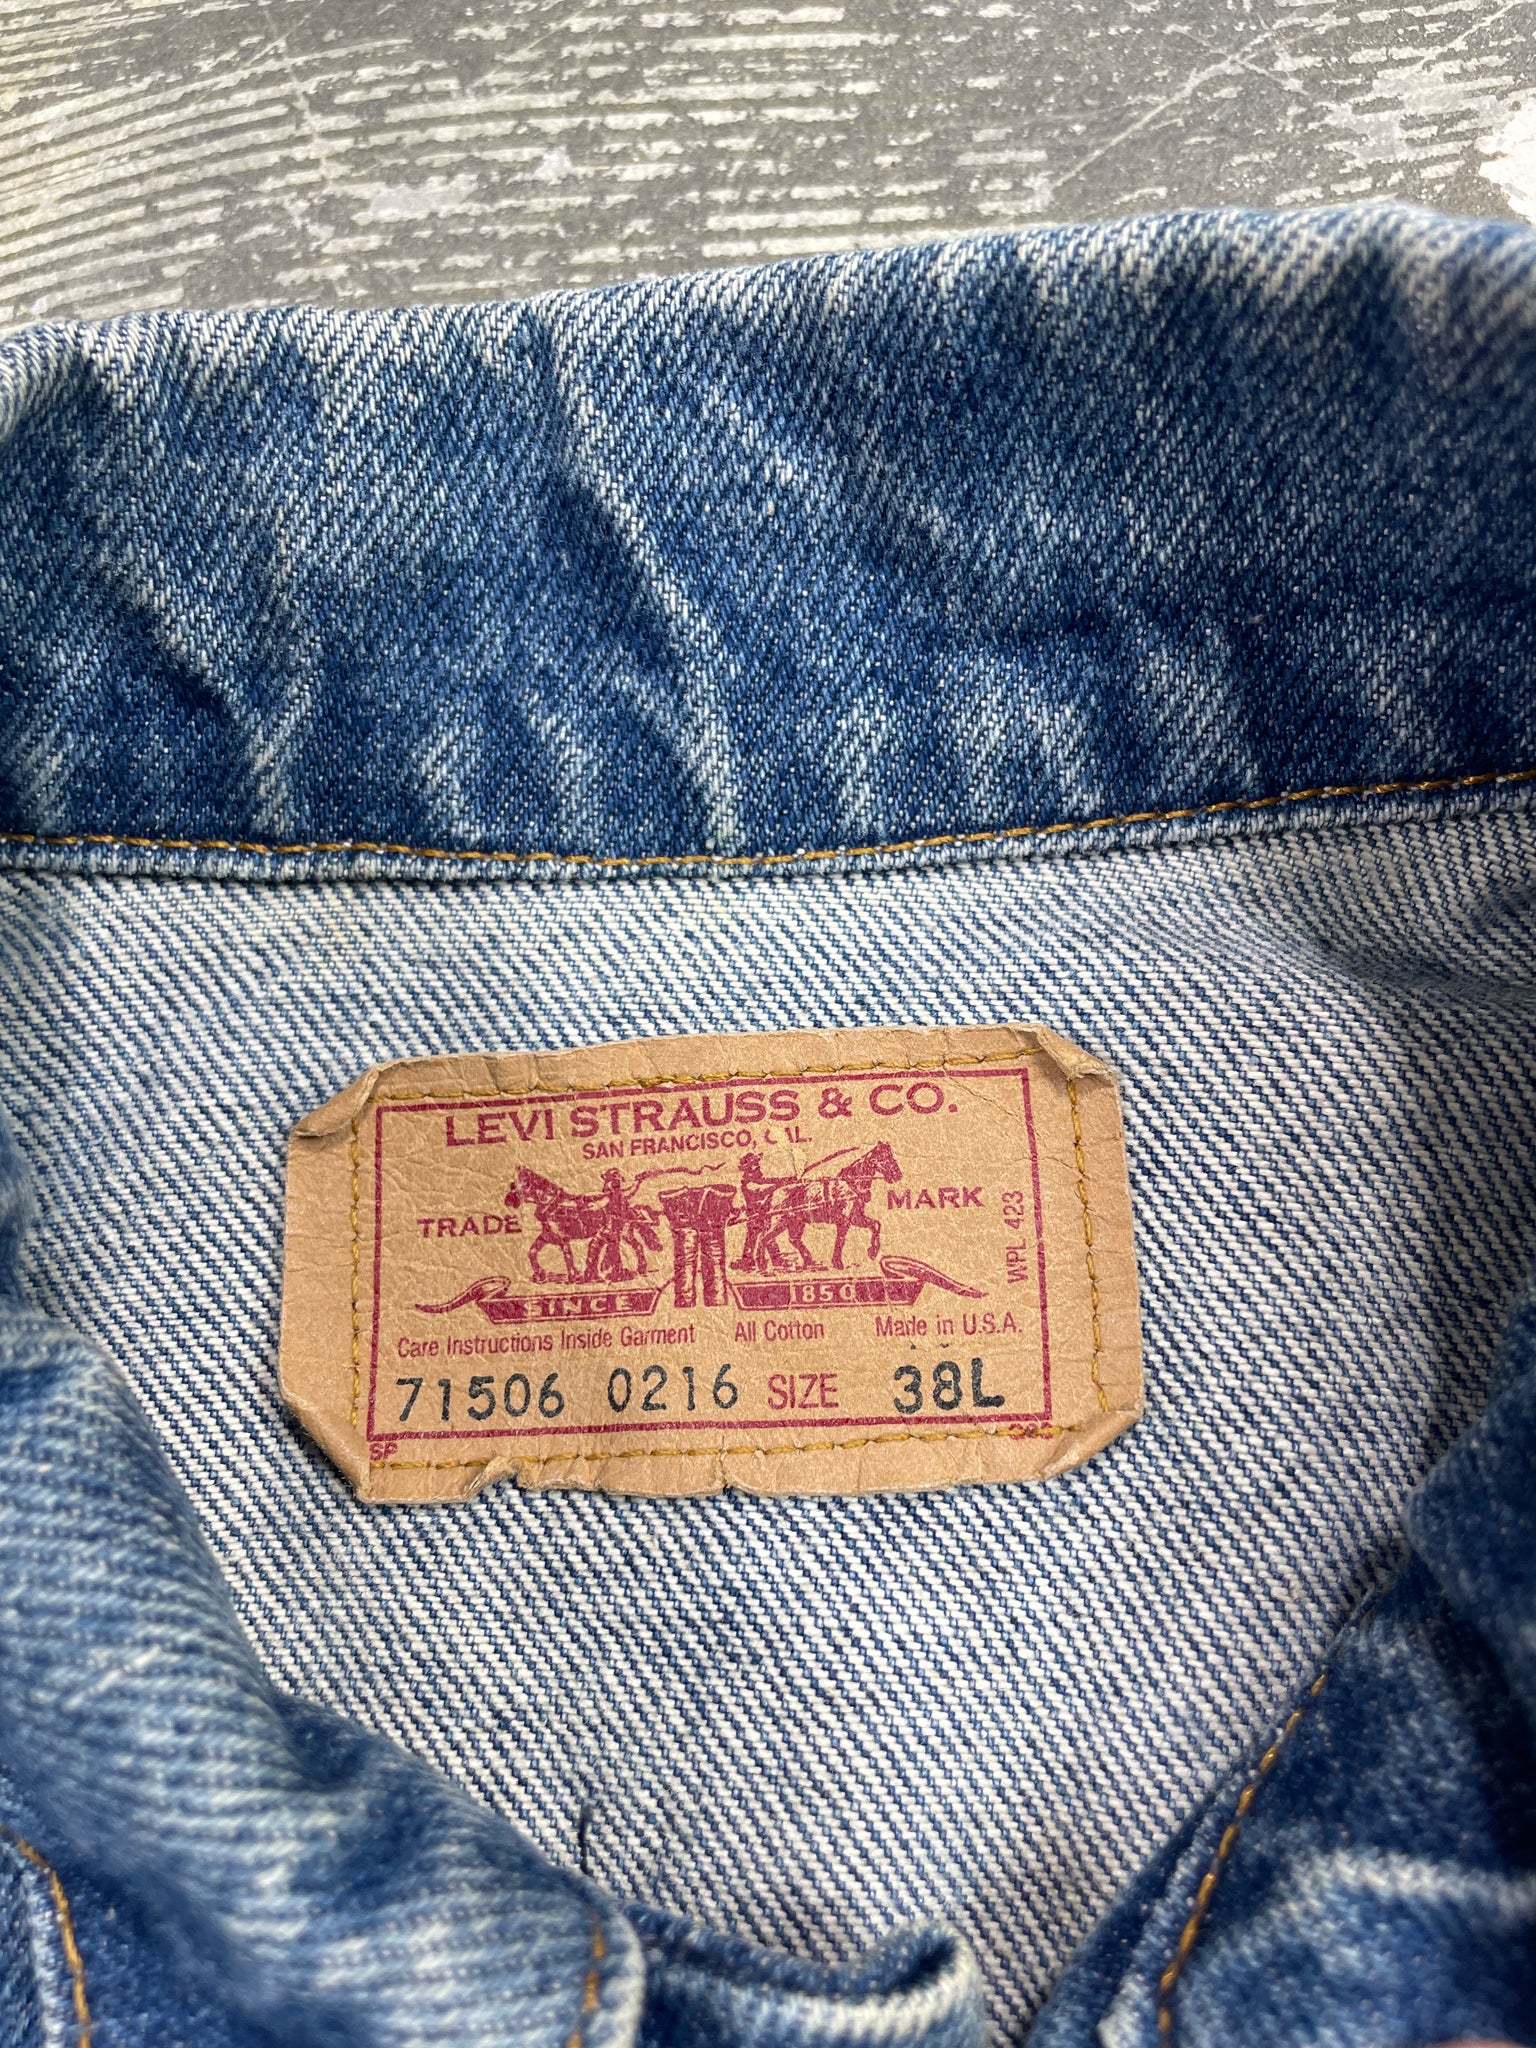 LEVI STRAUSS & CO.
SAN FRANCISCO,
TRADE MARK
WPL 423
SINCE 1850
Care Instructions Inside Garment All Cotton Made in U.S.A.
71506 0216 SIZE 38L
SP